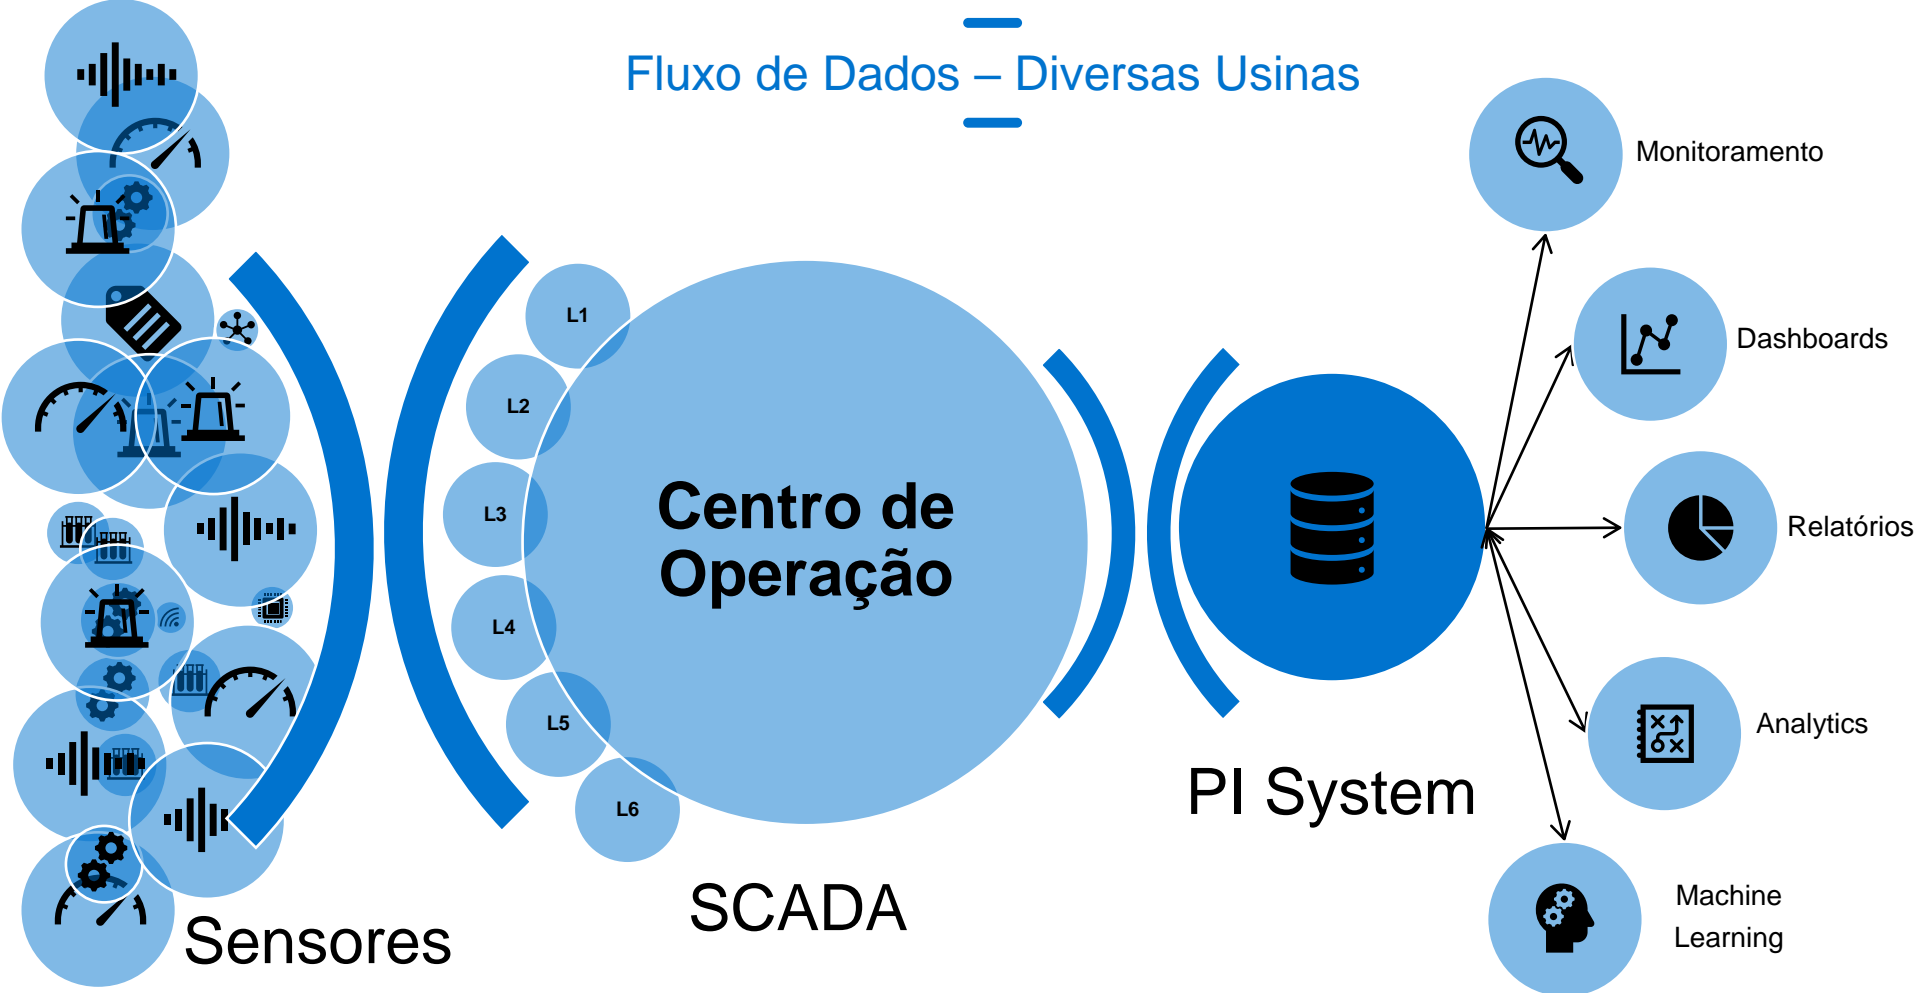 Fluxo de Dados – Diversas Usinas
Monitoramento
Dashboards
Relatórios
Analytics
Machine
Learning
L1
L2
L3
L4
L5
L6
Centro de
Operação
PI System
SCADA
Sensores